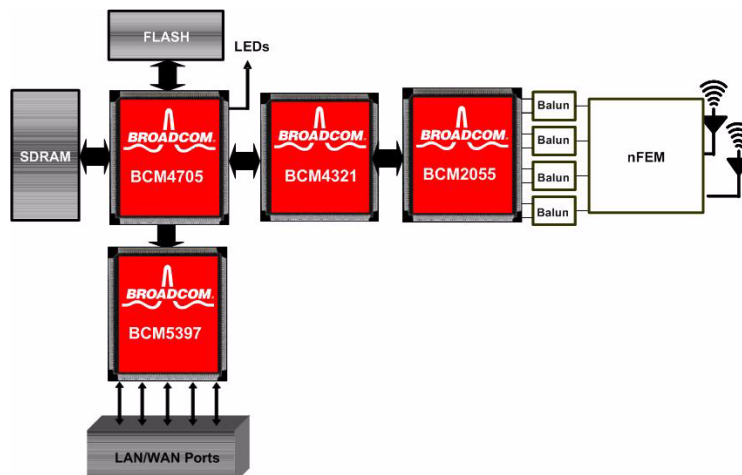 FLASH
LEDs
SDRAM
BROADCOM®
BCM4705
BROADCOM®
BCM4321
BROADCOM®
BCM2055
Balun
Balun
Balun
Balun
nFEM
BROADCOM®
BCM5397
LAN/WAN Ports